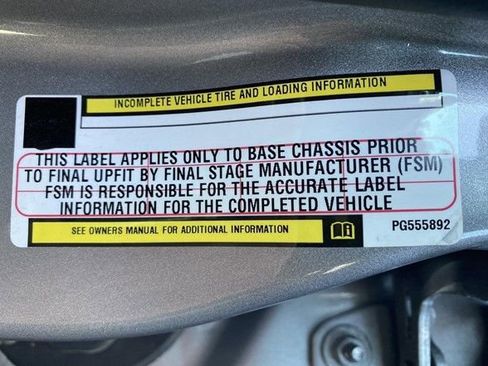 INCOMPLETE VEHICLE TIRE AND LOADING INFORMATION
THIS LABEL APPLIES ONLY TO BASE CHASSIS PRIOR
TO FINAL UPFIT BY FINAL STAGE MANUFACTURER (FSM)
FSM IS RESPONSIBLE FOR THE ACCURATE LABEL
INFORMATION FOR THE COMPLETED VEHICLE
SEE OWNERS MANUAL FOR ADDITIONAL INFORMATION
PG555892